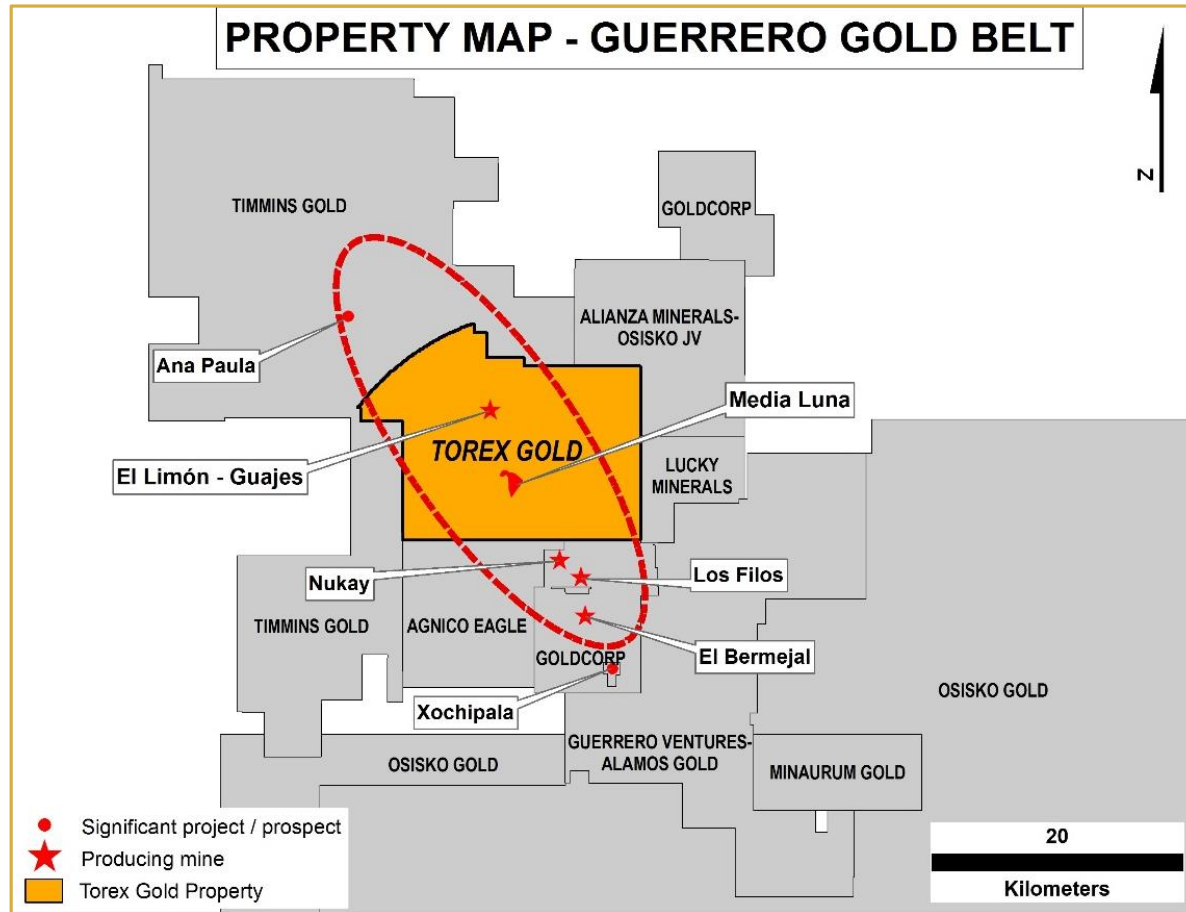 PROPERTY MAP - GUERRERO GOLD BELT
N
TIMMINS GOLD
GOLDCORP
ALIANZA MINERALS-
OSISKO JV
Ana Paula
Media Luna
TOREX GOLD
El Limón - Guajes
LUCKY
MINERALS
Nukay
Los Filos
TIMMINS GOLD
AGNICO EAGLE
GOLDCORP
El Bermejal
Xochipala
OSISKO GOLD
GUERRERO VENTURES-
ALAMOS GOLD
OSISKO GOLD
MINAURUM GOLD
Significant project / prospect
Producing mine
Torex Gold Property
20
Kilometers